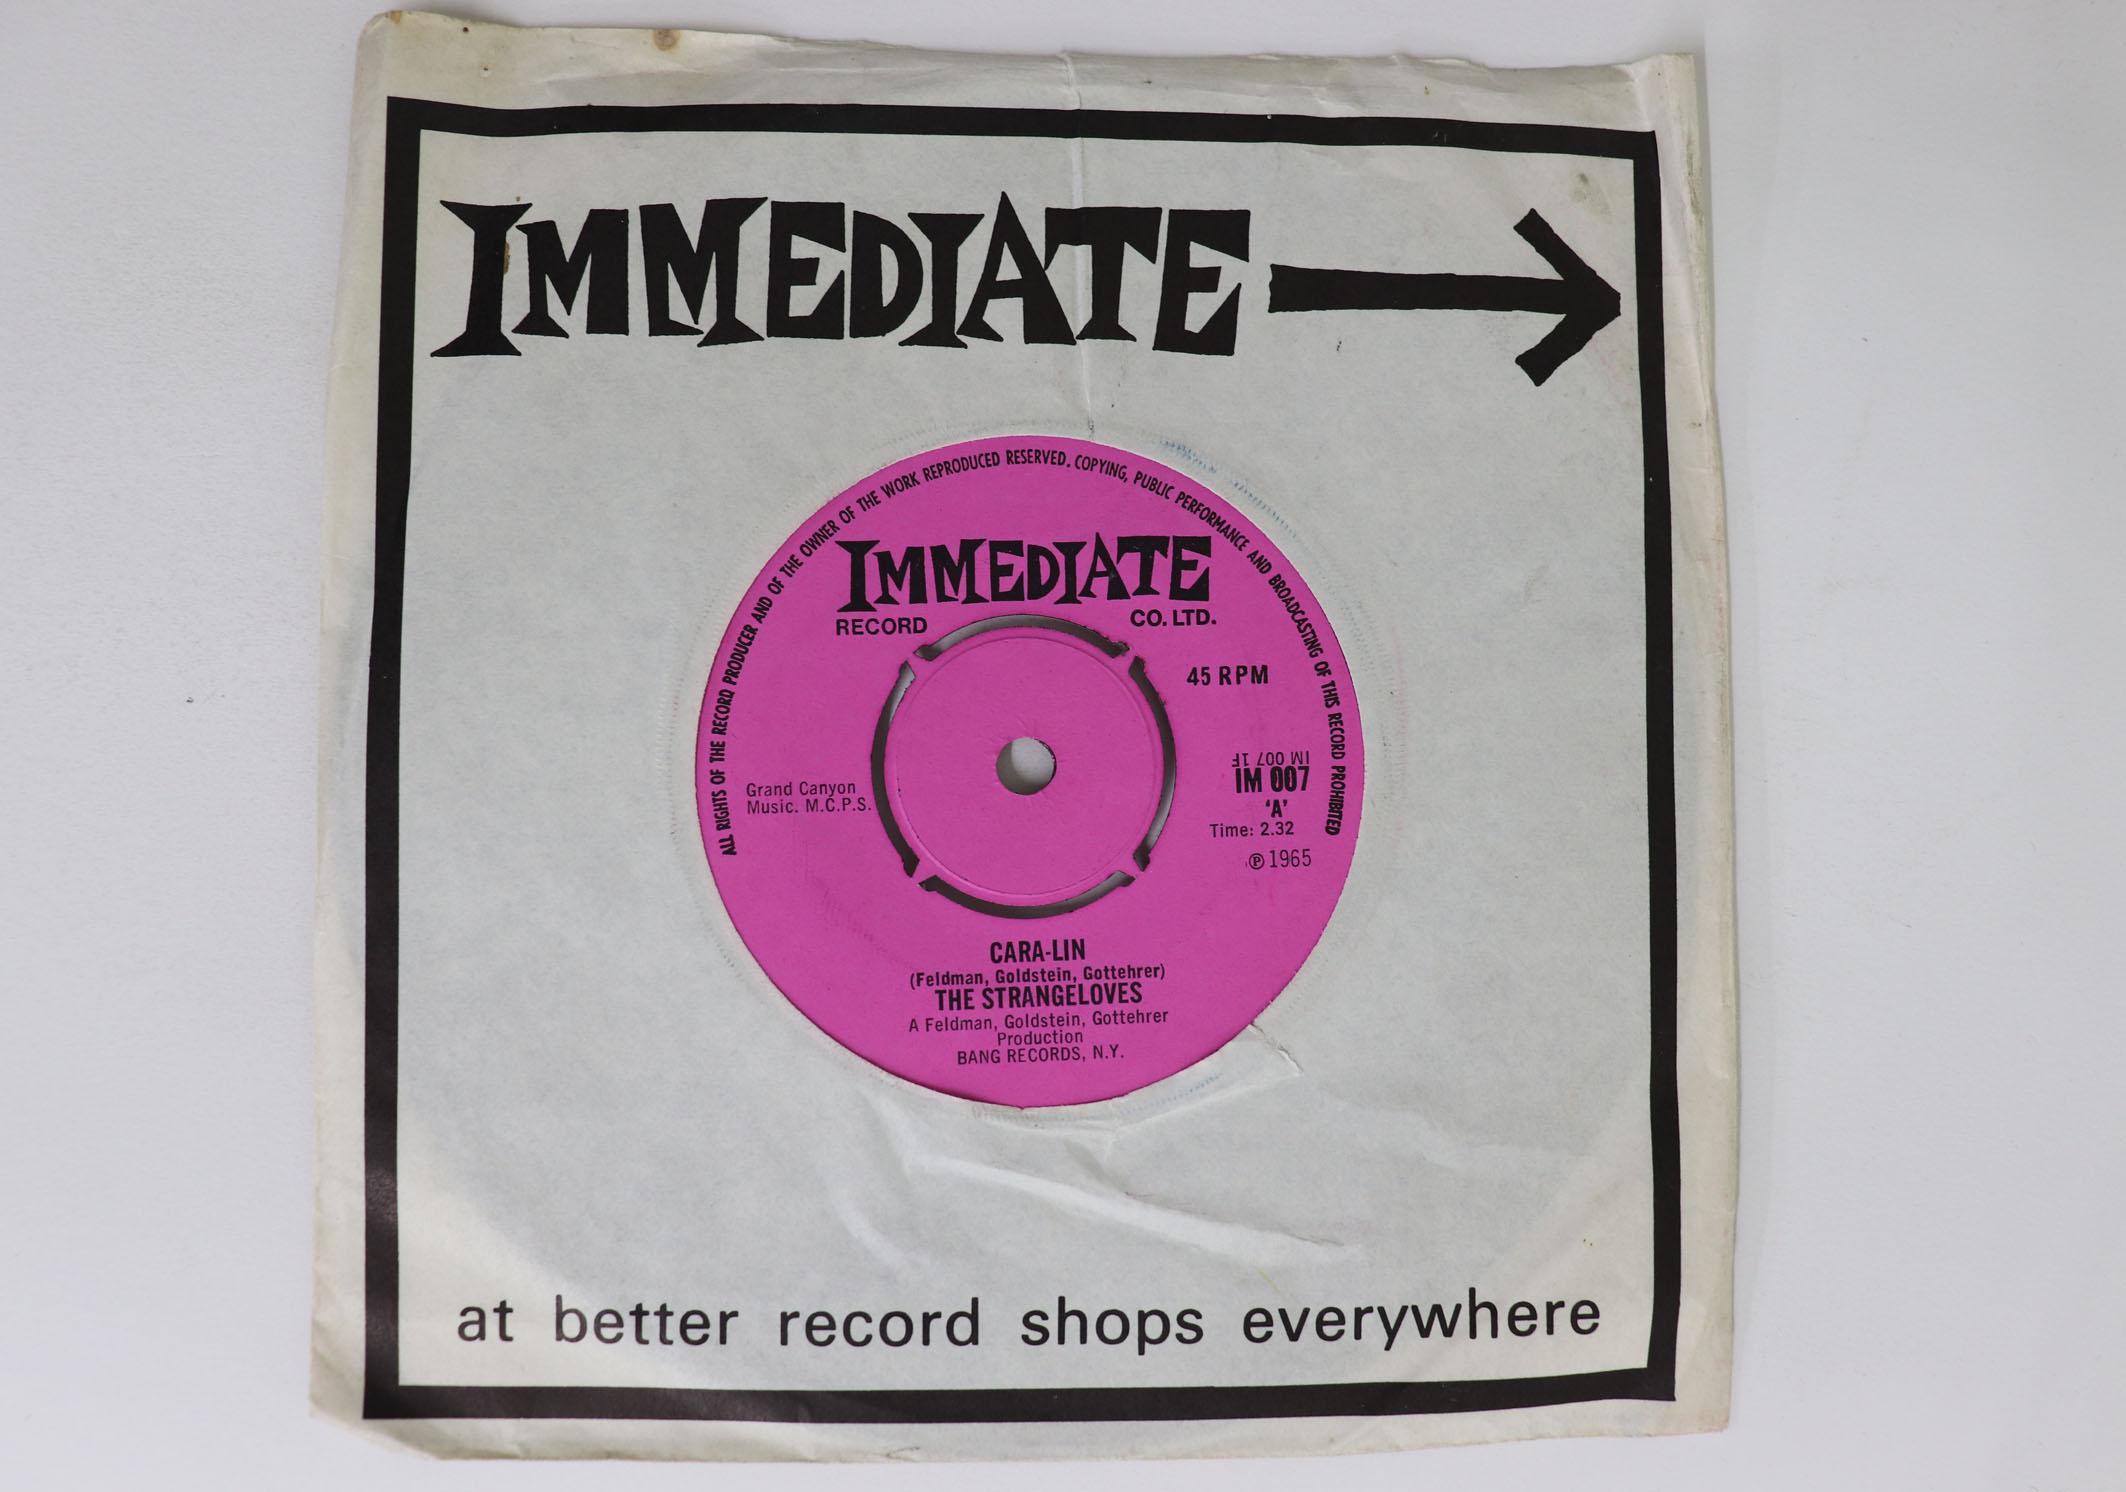 IMMEDIATE
ALL RIGHTS OF THE RECORD PRODUCER AND OF THE OWNER OF THE WORK REPRODUCED RESERVED. COPYING, PUBLIC PERFORMANCE AND BROADCASTING OF THIS RECORD PROHIBITED
IMMEDIATE
RECORD CO. LTD.
45 RPM
IM 007 1F
IM 007
'A'
Time: 2.32
℗ 1965
Grand Canyon
Music. M.C.P.S.
CARA-LIN
(Feldman, Goldstein, Gottehrer)
THE STRANGELOVES
A Feldman, Goldstein, Gottehrer
Production
BANG RECORDS, N.Y.
at better record shops everywhere